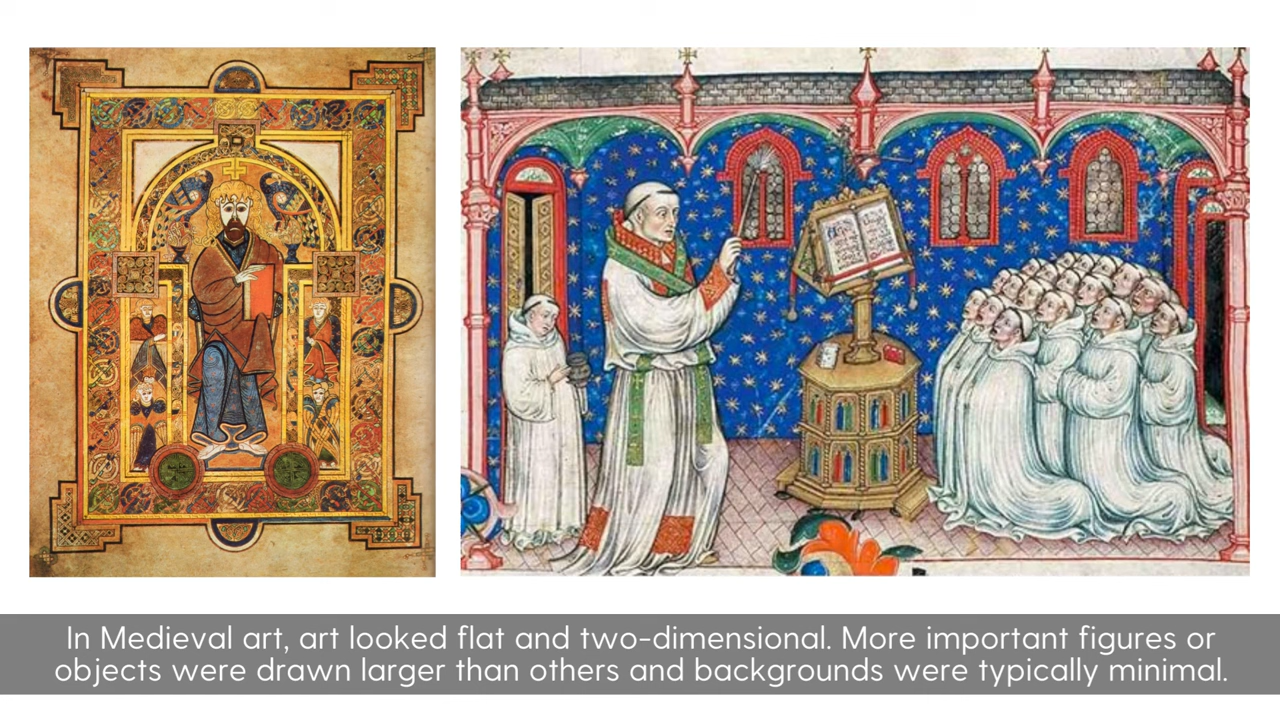 In Medieval art, art looked flat and two-dimensional. More important figures or
objects were drawn larger than others and backgrounds were typically minimal.